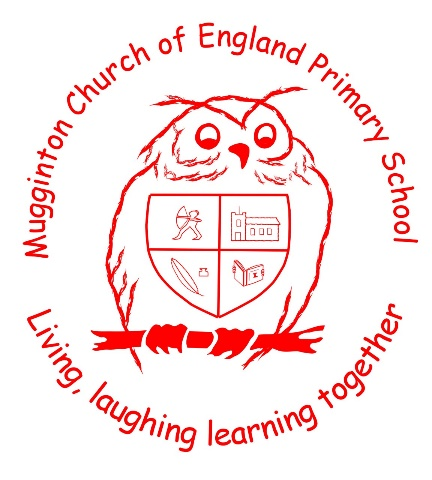 Mugginton Church of England Primary School
Living, laughing learning together